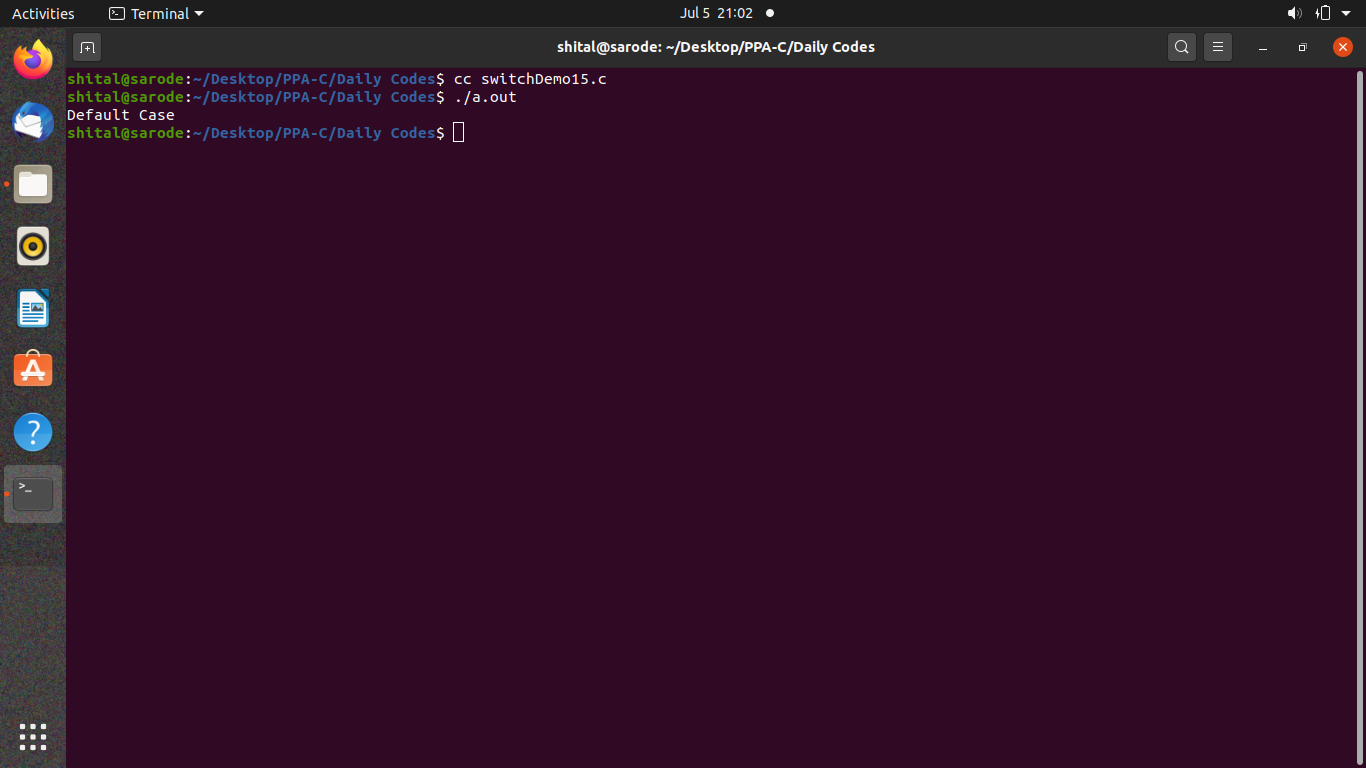 Activities Terminal Jul 5 21:02
shital@sarode: ~/Desktop/PPA-C/Daily Codes
shital@sarode:~/Desktop/PPA-C/Daily Codes$ cc switchDemo15.c
shital@sarode:~/Desktop/PPA-C/Daily Codes$ ./a.out
Default Case
shital@sarode:~/Desktop/PPA-C/Daily Codes$